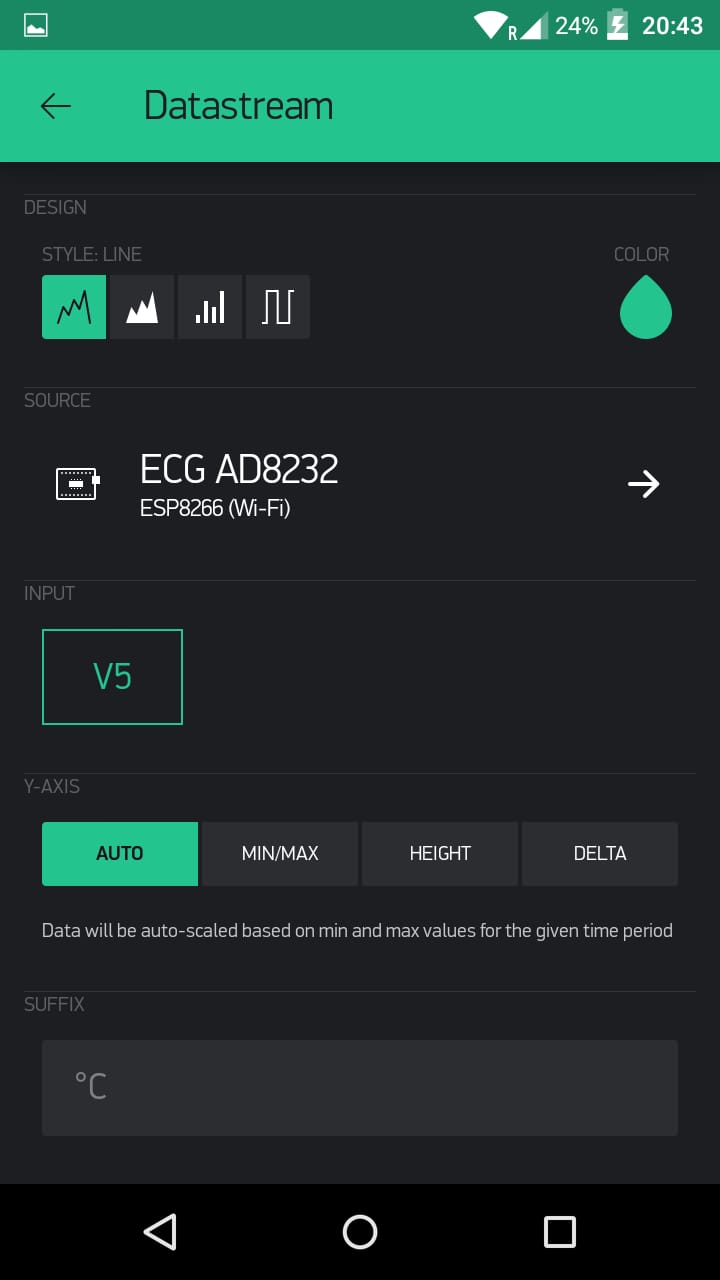 R 24% 20:43
Datastream
DESIGN
STYLE: LINE COLOR
SOURCE
ECG AD8232
ESP8266 (Wi-Fi)
INPUT
V5
Y-AXIS
AUTO MIN/MAX HEIGHT DELTA
Data will be auto-scaled based on min and max values for the given time period
SUFFIX
°C